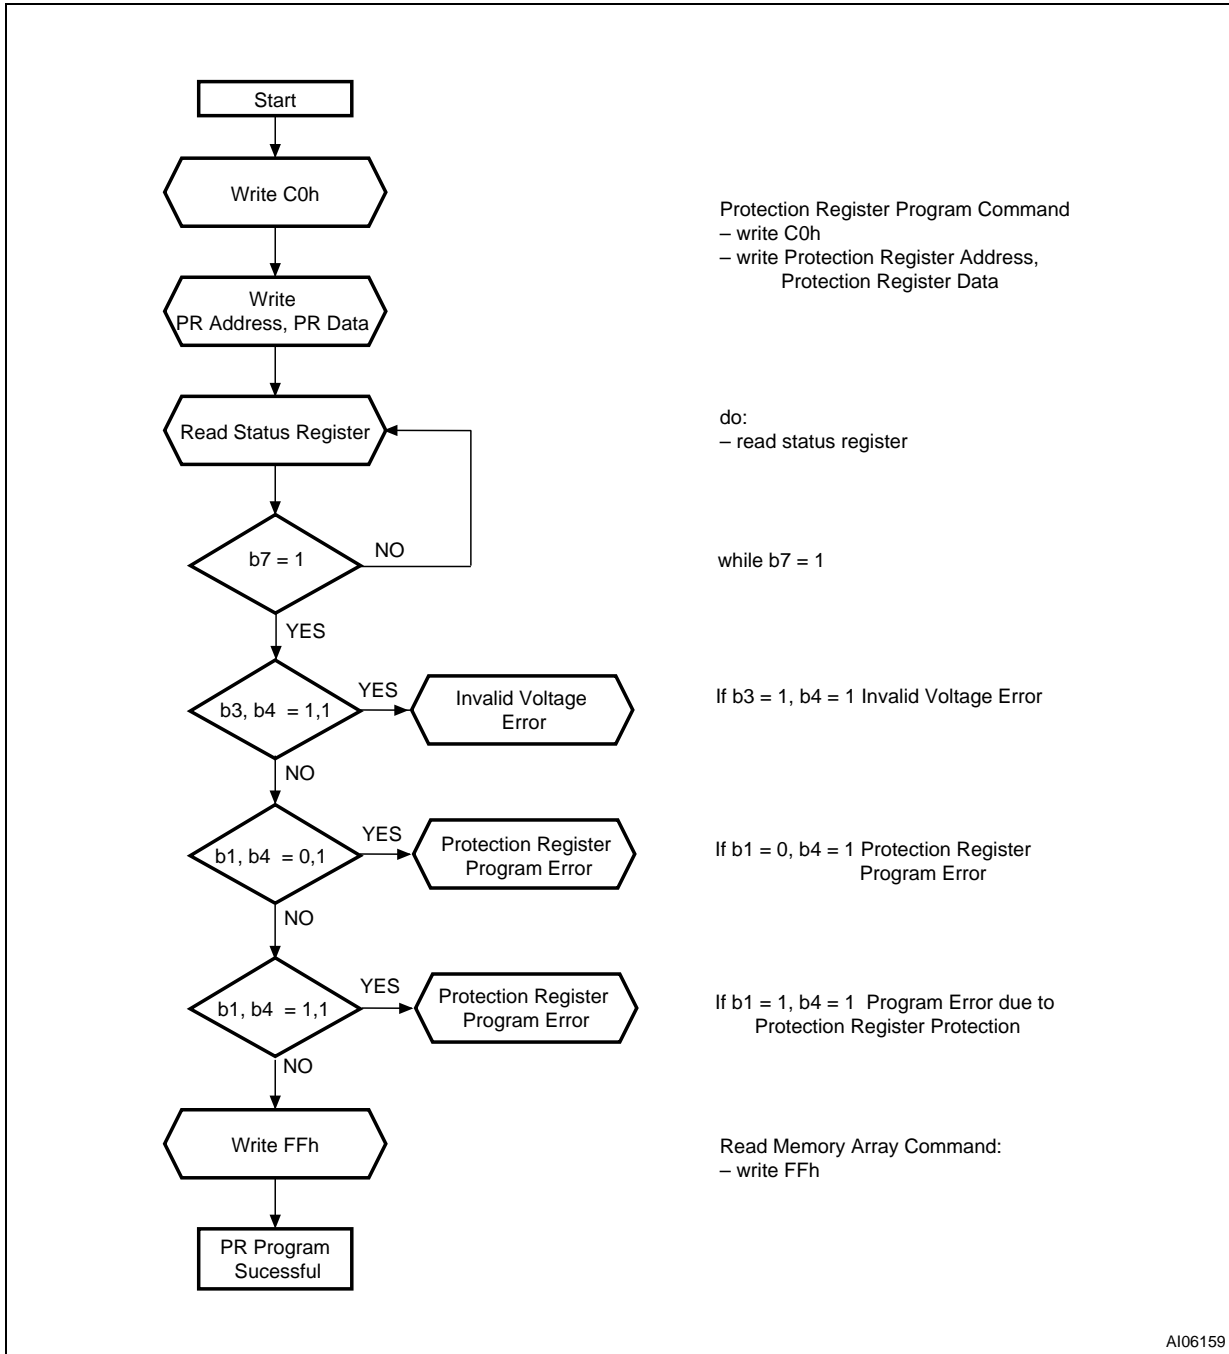 Start
Write C0h
Protection Register Program Command
– write C0h
– write Protection Register Address,
Protection Register Data
Write
PR Address, PR Data
Read Status Register
do:
– read status register
b7 = 1
NO
while b7 = 1
YES
b3, b4 = 1,1
YES
Invalid Voltage
Error
If b3 = 1, b4 = 1 Invalid Voltage Error
NO
b1, b4 = 0,1
YES
Protection Register
Program Error
If b1 = 0, b4 = 1 Protection Register
Program Error
NO
b1, b4 = 1,1
YES
Protection Register
Program Error
If b1 = 1, b4 = 1 Program Error due to
Protection Register Protection
NO
Write FFh
Read Memory Array Command:
– write FFh
PR Program
Sucessful
AI06159